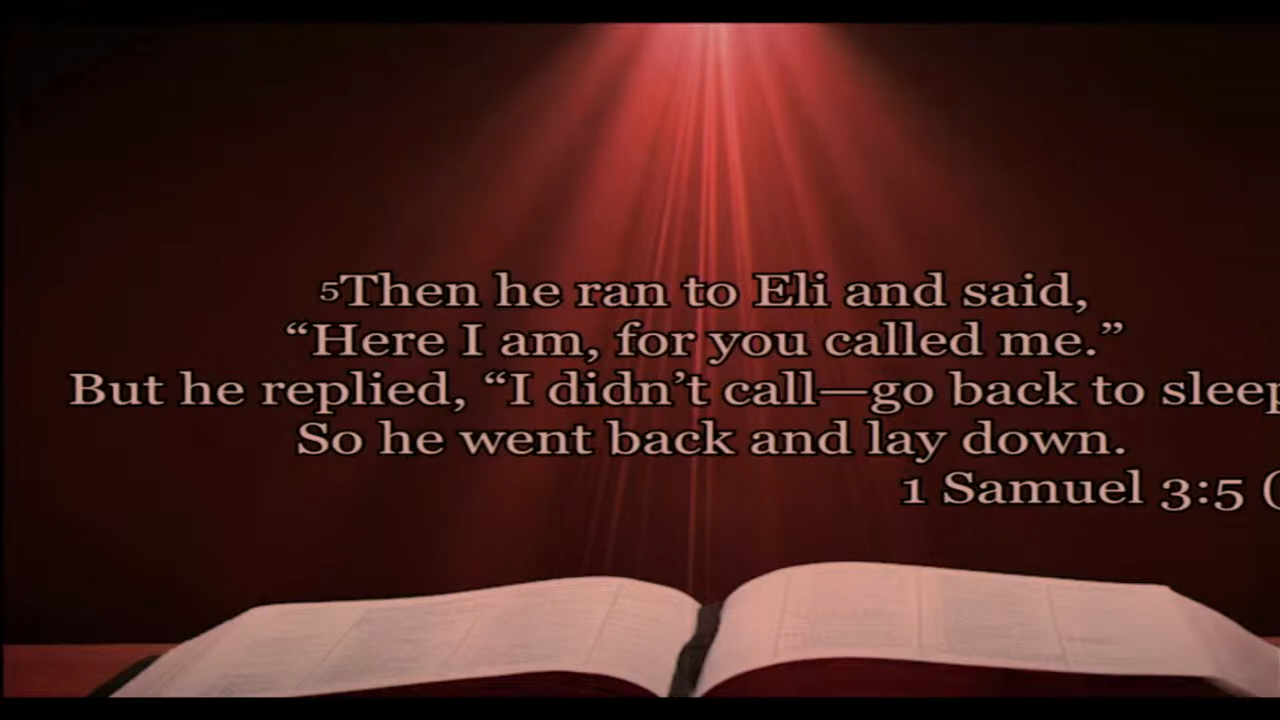 5Then he ran to Eli and said,
“Here I am, for you called me.”
But he replied, “I didn’t call—go back to sleep
So he went back and lay down.
1 Samuel 3:5 (